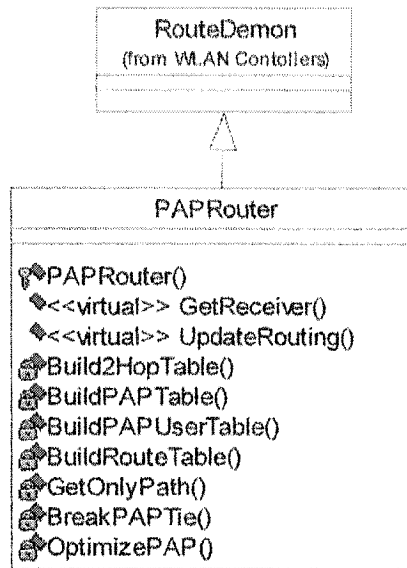 RouteDemon
(from WLAN Contollers)
PAPRouter
PAPRouter()
<<virtual>> GetReceiver()
<<virtual>> UpdateRouting()
Build2HopTable()
BuildPAPTable()
BuildPAPUserTable()
BuildRouteTable()
GetOnlyPath()
BreakPAPTie()
OptimizePAP()